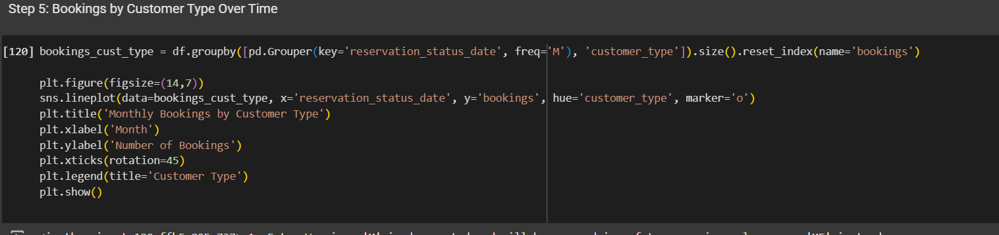 Step 5: Bookings by Customer Type Over Time
[120] bookings_cust_type = df.groupby([pd.Grouper(key='reservation_status_date', freq='M'), 'customer_type']).size().reset_index(name='bookings')
plt.figure(figsize=(14,7))
sns.lineplot(data=bookings_cust_type, x='reservation_status_date', y='bookings', hue='customer_type', marker='o')
plt.title('Monthly Bookings by Customer Type')
plt.xlabel('Month')
plt.ylabel('Number of Bookings')
plt.xticks(rotation=45)
plt.legend(title='Customer Type')
plt.show()